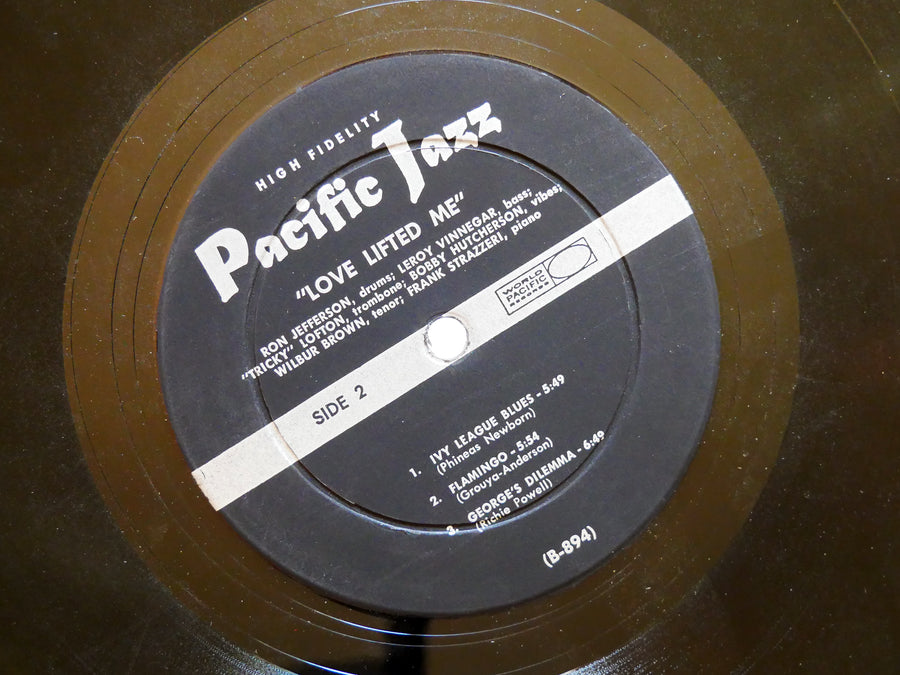 HIGH FIDELITY
Pacific Jazz
"LOVE LIFTED ME"
RON JEFFERSON, drums; LEROY VINNEGAR, bass;
"TRICKY" LOFTON, trombone; BOBBY HUTCHERSON, vibes;
WILBUR BROWN, tenor; FRANK STRAZZERI, piano
WORLD
PACIFIC
RECORDS
SIDE 2
1. IVY LEAGUE BLUES - 5:49
(Phineas Newborn)
2. FLAMINGO - 5:54
(Grouya-Anderson)
3. GEORGE'S DILEMMA - 6:49
(Richie Powell)
(B-894)